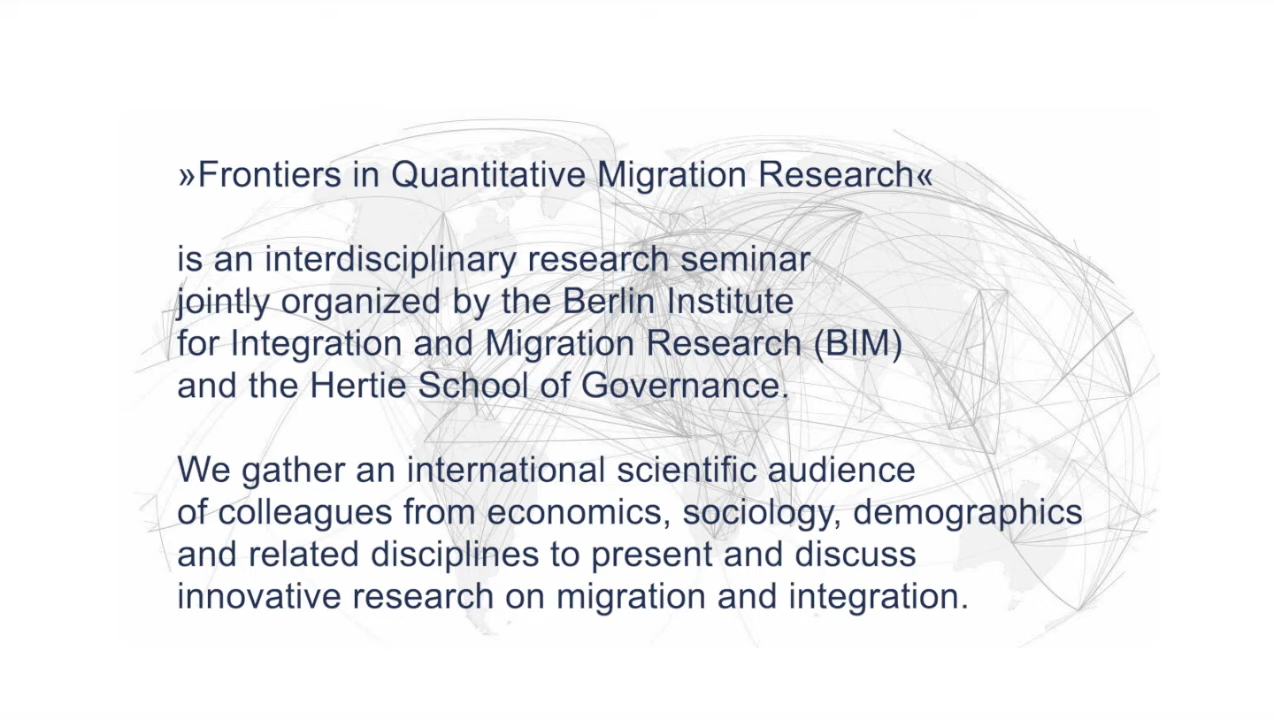 »Frontiers in Quantitative Migration Research«
is an interdisciplinary research seminar
jointly organized by the Berlin Institute
for Integration and Migration Research (BIM)
and the Hertie School of Governance.
We gather an international scientific audience
of colleagues from economics, sociology, demographics
and related disciplines to present and discuss
innovative research on migration and integration.